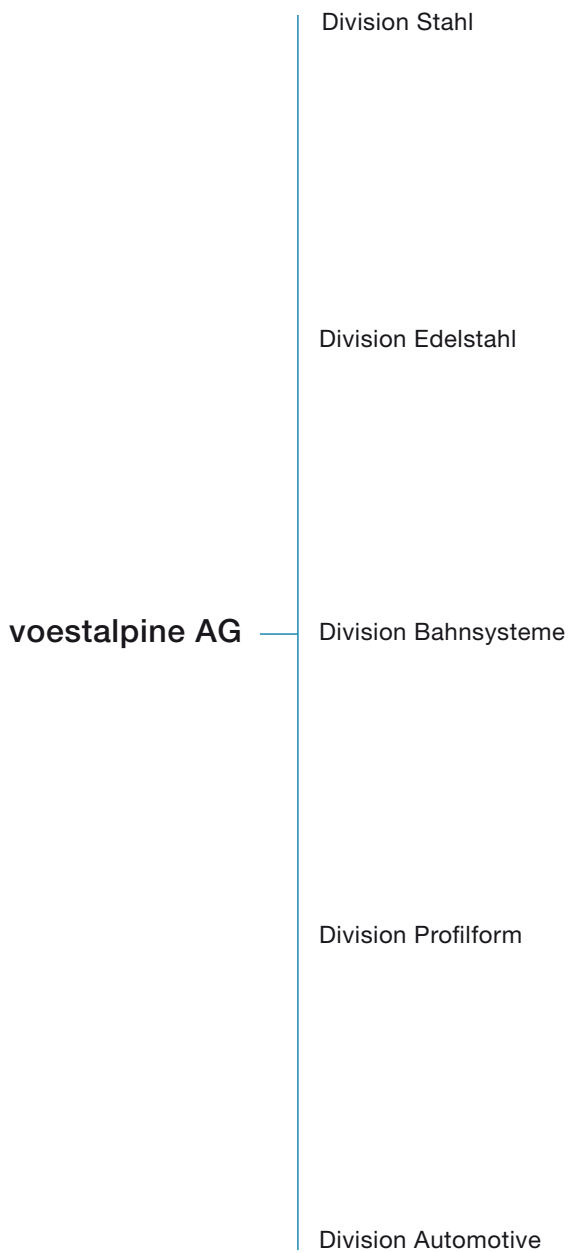 Division Stahl
Division Edelstahl
voestalpine AG
Division Bahnsysteme
Division Profilform
Division Automotive